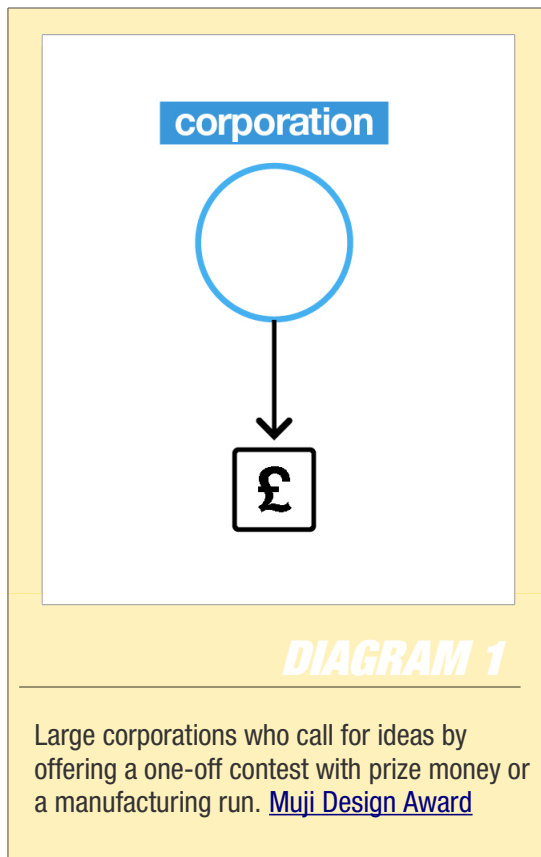 corporation
£
DIAGRAM 1
Large corporations who call for ideas by
offering a one-off contest with prize money or
a manufacturing run. Muji Design Award